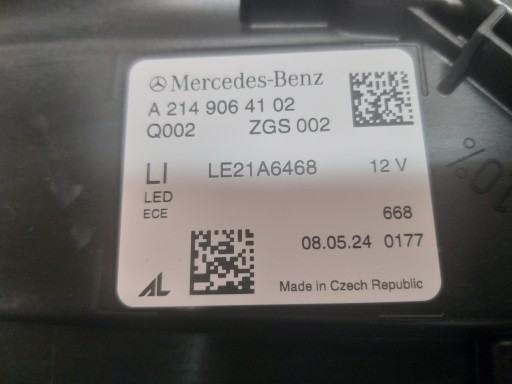 Mercedes-Benz
A 214 906 41 02
Q002 ZGS 002
LI LE21A6468 12 V
LED
ECE
668
08.05.24 0177
AL Made in Czech Republic
10%